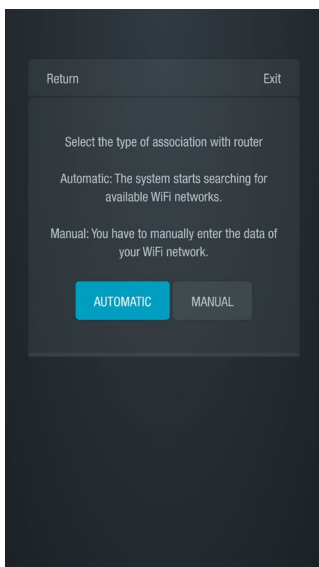 Return Exit
Select the type of association with router
Automatic: The system starts searching for
available WiFi networks.
Manual: You have to manually enter the data of
your WiFi network.
AUTOMATIC MANUAL